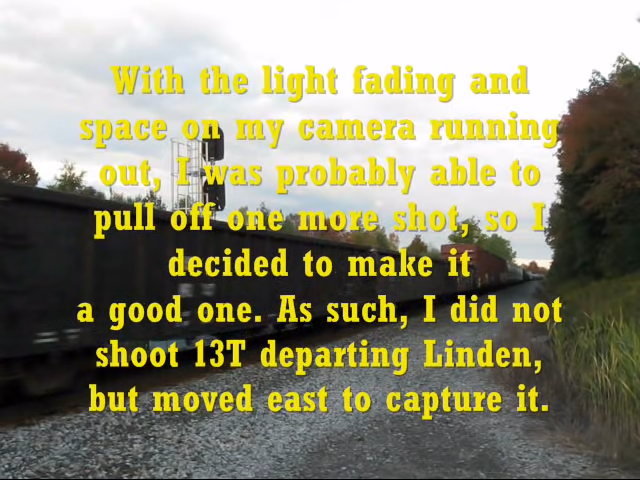 With the light fading and
space on my camera running
out, I was probably able to
pull off one more shot, so I
decided to make it
a good one. As such, I did not
shoot 13T departing Linden,
but moved east to capture it.